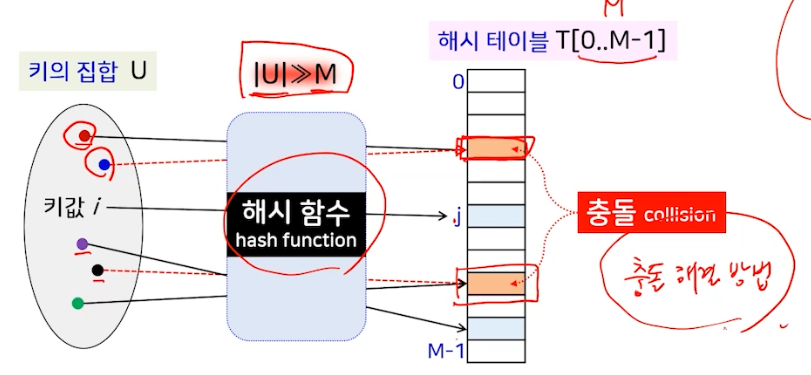 M
해시 테이블 T[0..M-1]
키의 집합 U
|U|≫M
0
키값 i
해시 함수
hash function
j
충돌 collision
충돌 해결 방법
M-1